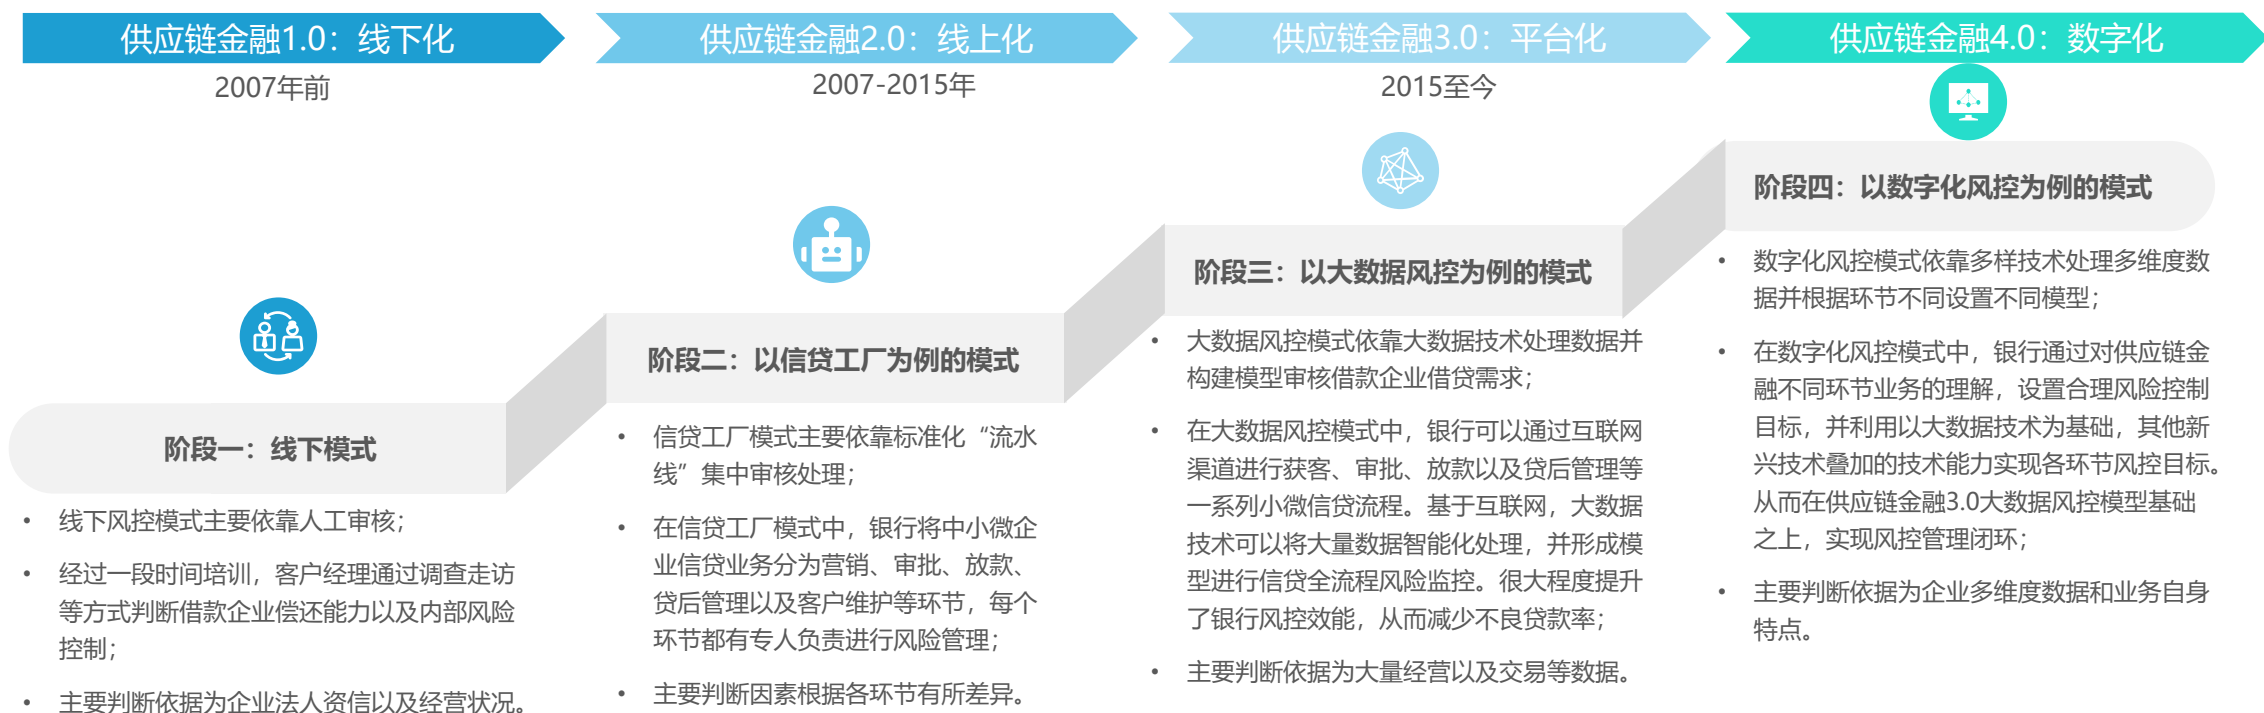 供应链金融1.0：线下化
2007年前
阶段一：线下模式
• 线下风控模式主要依靠人工审核；
• 经过一段时间培训，客户经理通过调查走访
等方式判断借款企业偿还能力以及内部风险
控制；
• 主要判断依据为企业法人资信以及经营状况。
供应链金融2.0：线上化
2007-2015年
阶段二：以信贷工厂为例的模式
• 信贷工厂模式主要依靠标准化“流水
线”集中审核处理；
• 在信贷工厂模式中，银行将中小微企
业信贷业务分为营销、审批、放款、
贷后管理以及客户维护等环节，每个
环节都有专人负责进行风险管理；
• 主要判断因素根据各环节有所差异。
供应链金融3.0：平台化
2015至今
阶段三：以大数据风控为例的模式
• 大数据风控模式依靠大数据技术处理数据并
构建模型审核借款企业借贷需求；
• 在大数据风控模式中，银行可以通过互联网
渠道进行获客、审批、放款以及贷后管理等
一系列小微信贷流程。基于互联网，大数据
技术可以将大量数据智能化处理，并形成模
型进行信贷全流程风险监控。很大程度提升
了银行风控效能，从而减少不良贷款率；
• 主要判断依据为大量经营以及交易等数据。
供应链金融4.0：数字化
阶段四：以数字化风控为例的模式
• 数字化风控模式依靠多样技术处理多维度数
据并根据环节不同设置不同模型；
• 在数字化风控模式中，银行通过对供应链金
融不同环节业务的理解，设置合理风险控制
目标，并利用以大数据技术为基础，其他新
兴技术叠加的技术能力实现各环节风控目标。
从而在供应链金融3.0大数据风控模型基础
之上，实现风控管理闭环；
• 主要判断依据为企业多维度数据和业务自身
特点。